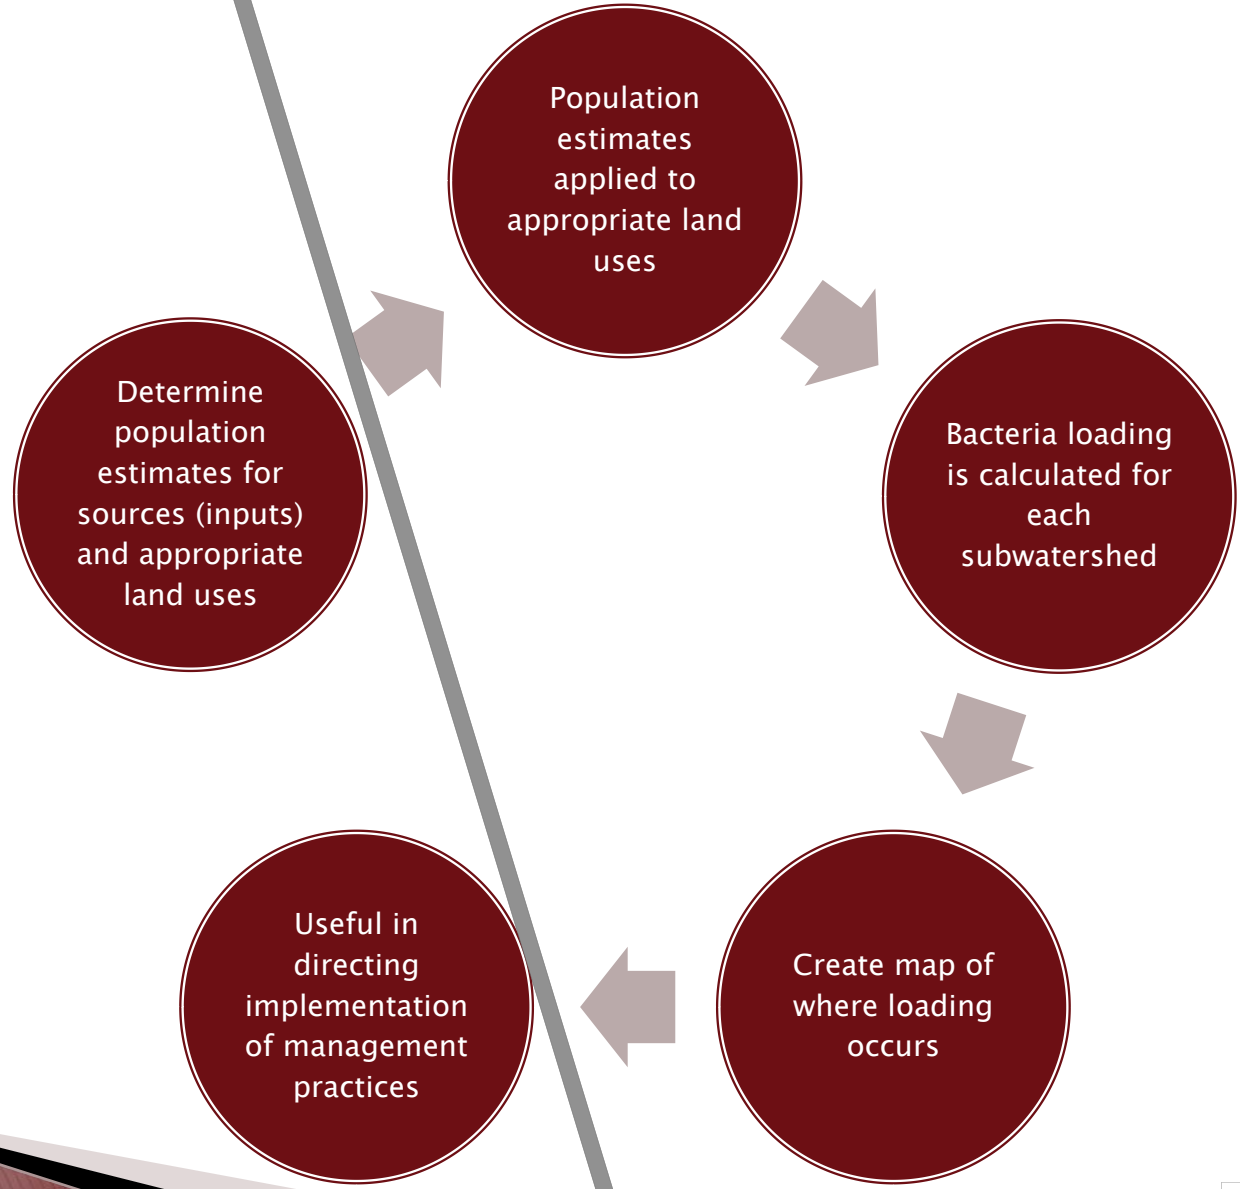 Population
estimates
applied to
appropriate land
uses
Determine
population
estimates for
sources (inputs)
and appropriate
land uses
Bacteria loading
is calculated for
each
subwatershed
Useful in
directing
implementation
of management
practices
Create map of
where loading
occurs